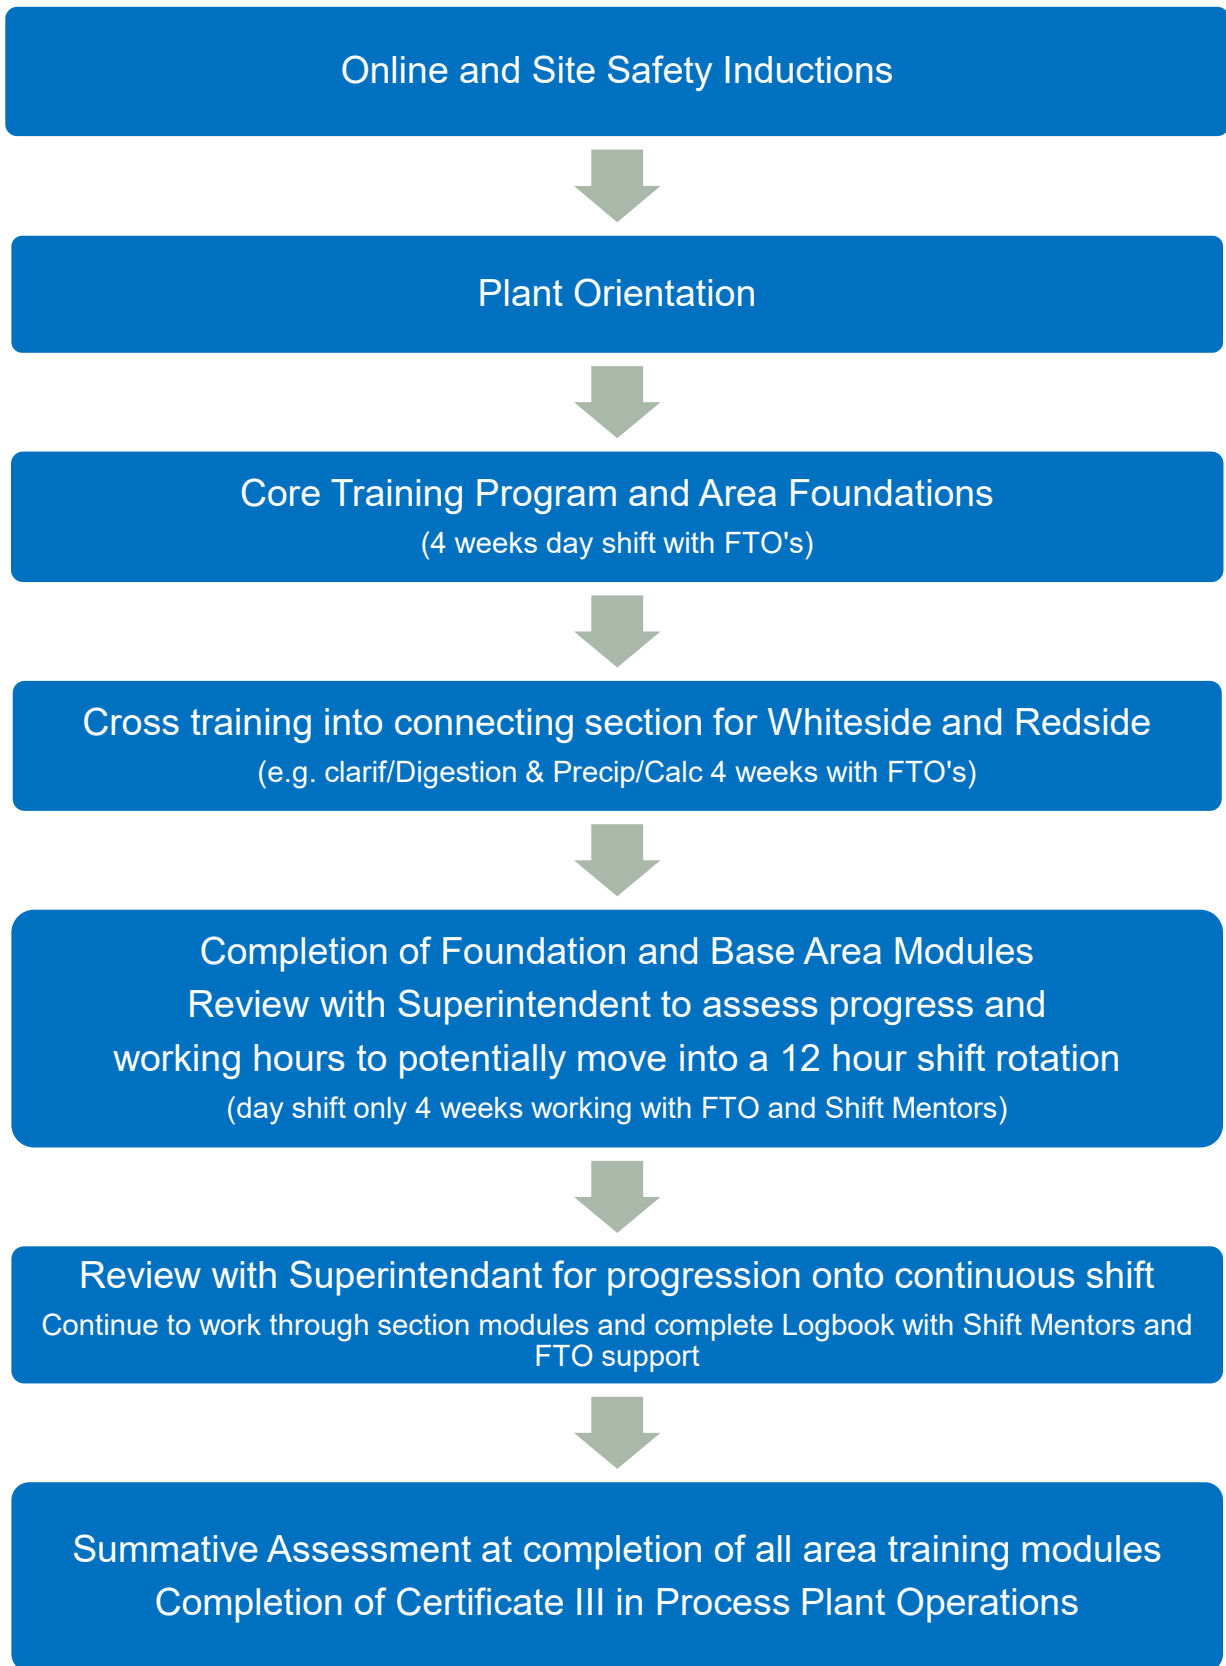 Online and Site Safety Inductions
Plant Orientation
Core Training Program and Area Foundations
(4 weeks day shift with FTO's)
Cross training into connecting section for Whiteside and Redside
(e.g. clarif/Digestion & Precip/Calc 4 weeks with FTO's)
Completion of Foundation and Base Area Modules
Review with Superintendent to assess progress and
working hours to potentially move into a 12 hour shift rotation
(day shift only 4 weeks working with FTO and Shift Mentors)
Review with Superintendant for progression onto continuous shift
Continue to work through section modules and complete Logbook with Shift Mentors and
FTO support
Summative Assessment at completion of all area training modules
Completion of Certificate III in Process Plant Operations